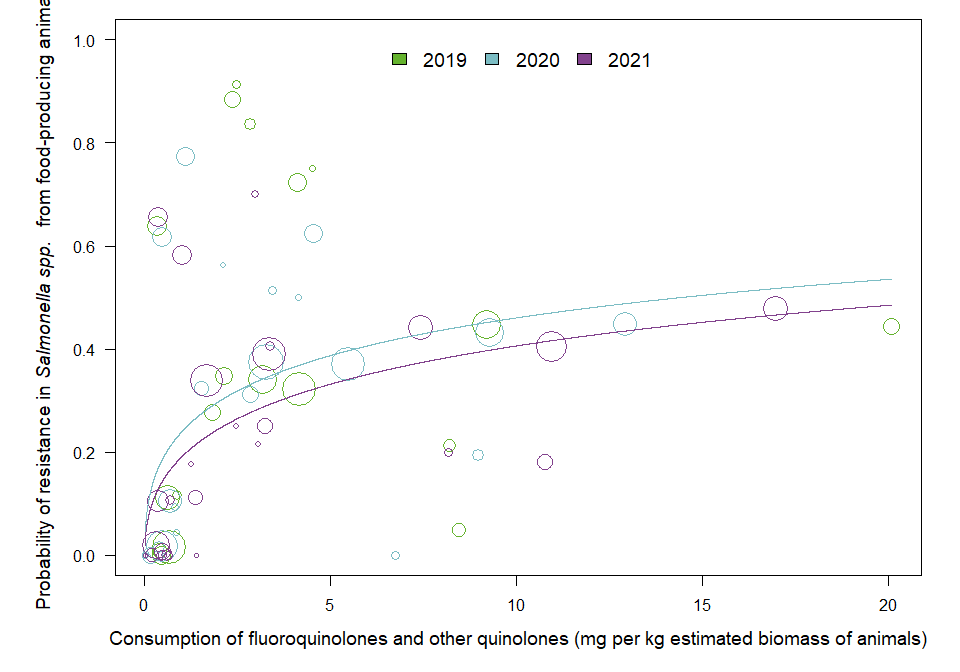 Probability of resistance in Salmonella spp. from food-producing anima
1.0
0.8
0.6
0.4
0.2
0.0
2019 2020 2021
0 5 10 15 20
Consumption of fluoroquinolones and other quinolones (mg per kg estimated biomass of animals)